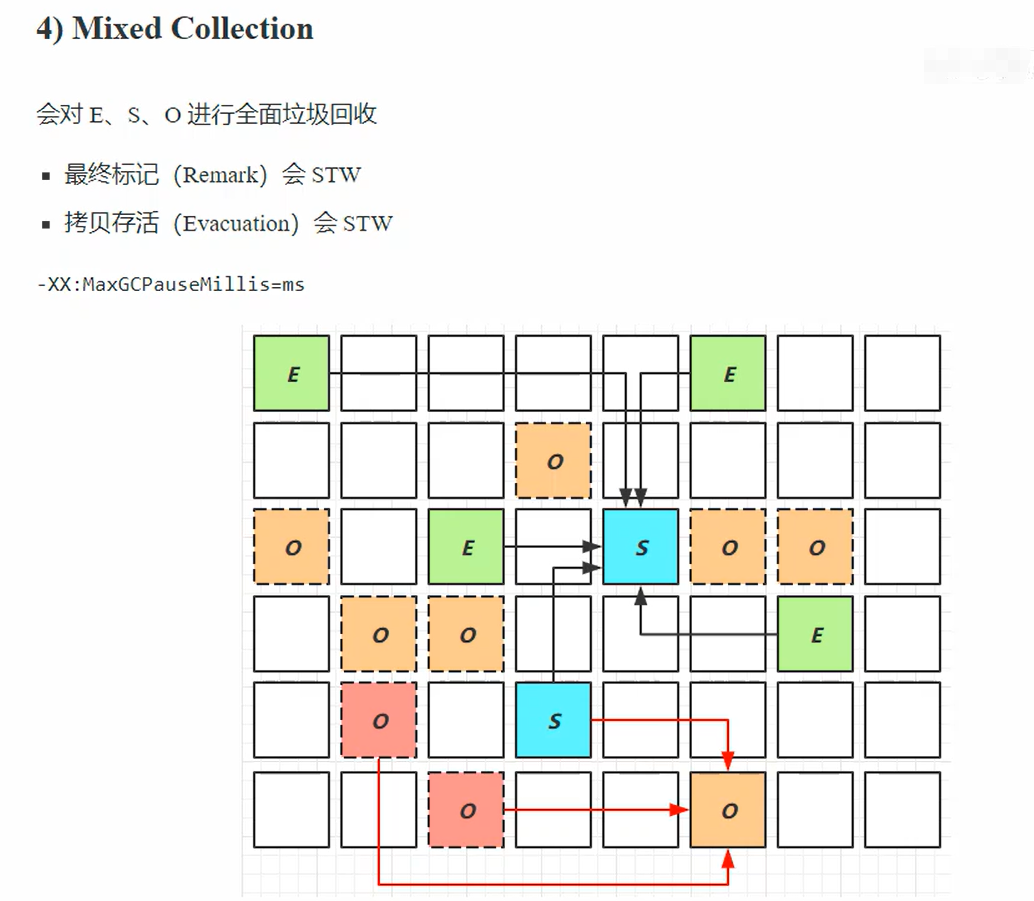 4) Mixed Collection
会对 E、S、O 进行全面垃圾回收
▪ 最终标记（Remark）会 STW
▪ 拷贝存活（Evacuation）会 STW
-XX:MaxGCPauseMillis=ms
E E
O
O E S O O
O O E
O S
O O